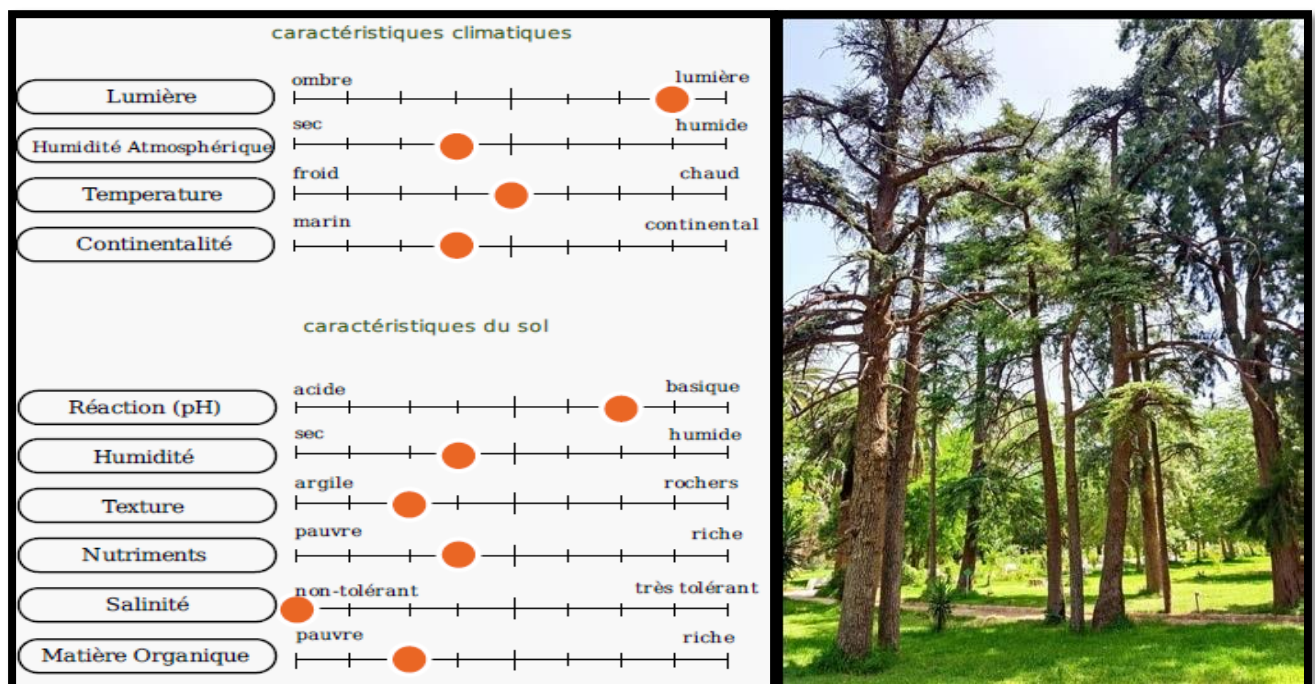 caractéristiques climatiques
Lumière
ombre
lumière
Humidité Atmosphérique
sec
humide
Temperature
froid
chaud
Continentalité
marin
continental
caractéristiques du sol
Réaction (pH)
acide
basique
Humidité
sec
humide
Texture
argile
rochers
Nutriments
pauvre
riche
Salinité
non-tolérant
très tolérant
Matière Organique
pauvre
riche